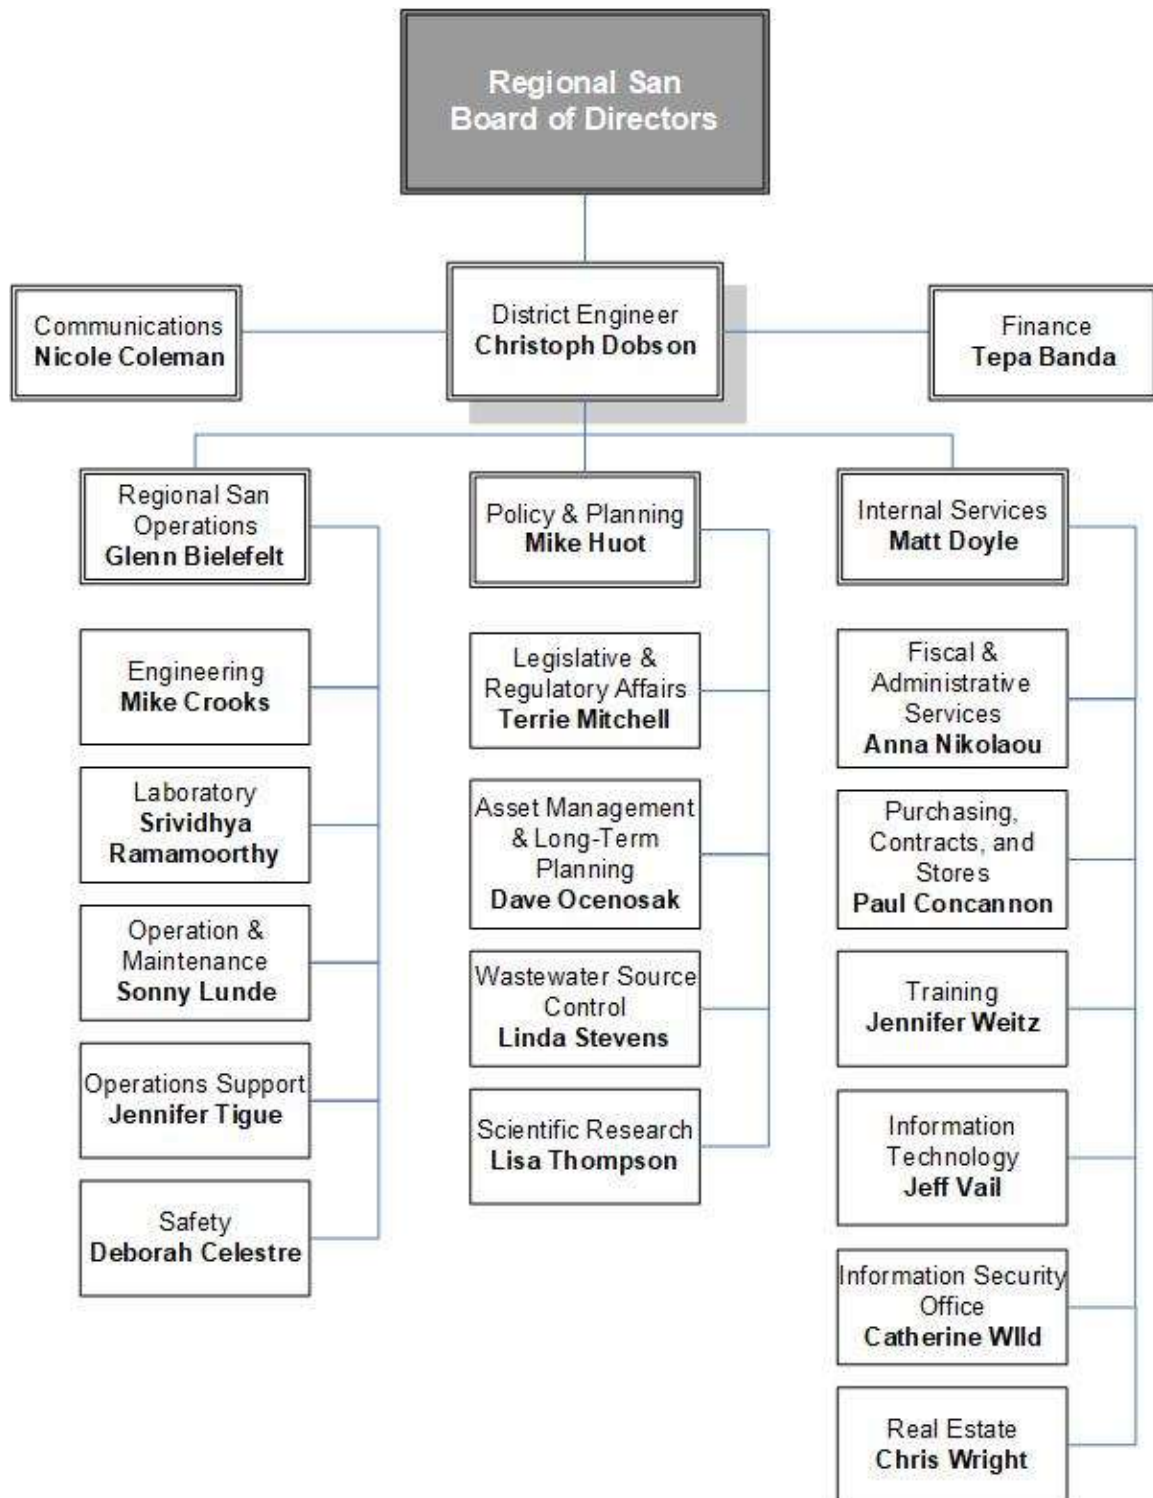 Regional San
Board of Directors
Communications
Nicole Coleman
District Engineer
Christoph Dobson
Finance
Tepa Banda
Regional San
Operations
Glenn Bielefelt
Policy & Planning
Mike Huot
Internal Services
Matt Doyle
Engineering
Mike Crooks
Laboratory
Srividhya
Ramamoorthy
Operation &
Maintenance
Sonny Lunde
Operations Support
Jennifer Tigue
Safety
Deborah Celestre
Legislative &
Regulatory Affairs
Terrie Mitchell
Asset Management
& Long-Term
Planning
Dave Ocenosak
Wastewater Source
Control
Linda Stevens
Scientific Research
Lisa Thompson
Fiscal &
Administrative
Services
Anna Nikolaou
Purchasing,
Contracts, and
Stores
Paul Concannon
Training
Jennifer Weitz
Information
Technology
Jeff Vail
Information Security
Office
Catherine WIld
Real Estate
Chris Wright